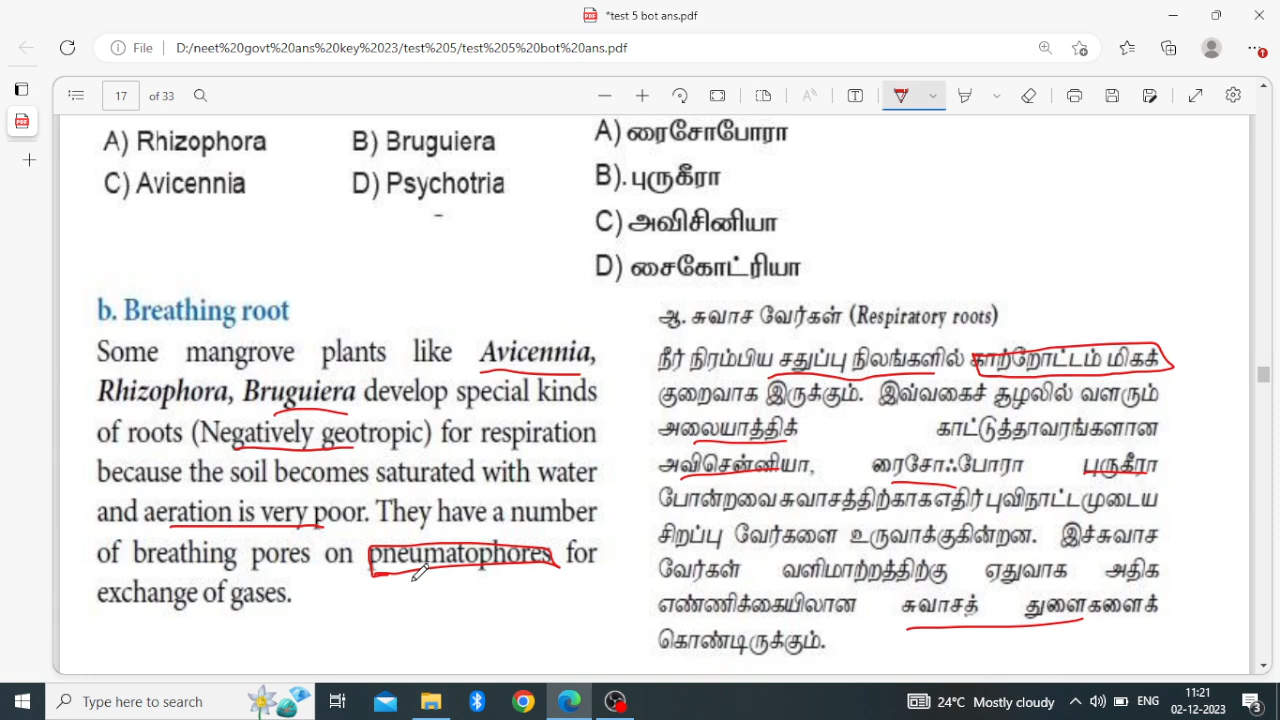 *test 5 bot ans.pdf
File
D:/neet%20govt%20ans%20key%2023/test%205/test%205%20bot%20ans.pdf
17 of 33
A) Rhizophora B) Bruguiera
C) Avicennia D) Psychotria
A) ரைசோபோரா
B). புருகீரா
C) அவிசினியா
D) சைகோட்ரியா
b. Breathing root
Some mangrove plants like Avicennia,
Rhizophora, Bruguiera develop special kinds
of roots (Negatively geotropic) for respiration
because the soil becomes saturated with water
and aeration is very poor. They have a number
of breathing pores on pneumatophores for
exchange of gases.
ஆ. சுவாச வேர்கள் (Respiratory roots)
நீர் நிரம்பிய சதுப்பு நிலங்களில் காற்றோட்டம் மிகக்
குறைவாக இருக்கும். இவ்வகைச் சூழலில் வளரும்
அலையாத்திக் காட்டுத்தாவரங்களான
அவிசென்னியா, ரைசோஃபோரா புருகீரா
போன்றவை சுவாசத்திற்காக எதிர் புவிநாட்டமுடைய
சிறப்பு வேர்களை உருவாக்குகின்றன. இச்சுவாச
வேர்கள் வளிமாற்றத்திற்கு ஏதுவாக அதிக
எண்ணிக்கையிலான சுவாசத் துளைகளைக்
கொண்டிருக்கும்.
Type here to search
24°C Mostly cloudy
ENG
11:21
02-12-2023
3